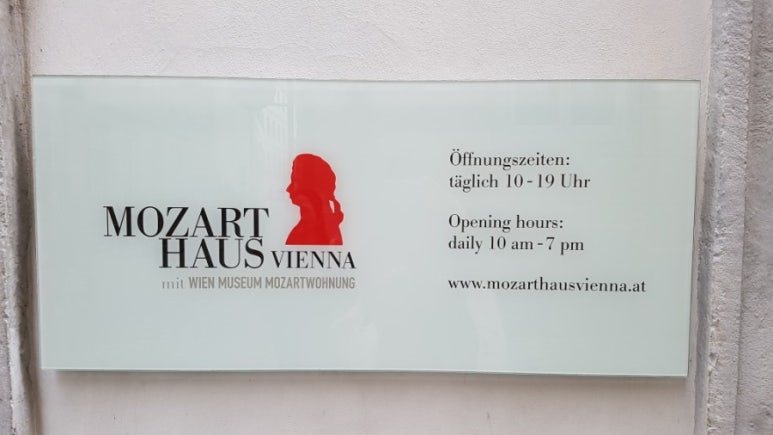 MOZART
HAUS VIENNA
mit WIEN MUSEUM MOZARTWOHNUNG
Öffnungszeiten:
täglich 10 - 19 Uhr
Opening hours:
daily 10 am - 7 pm
www.mozarthausvienna.at